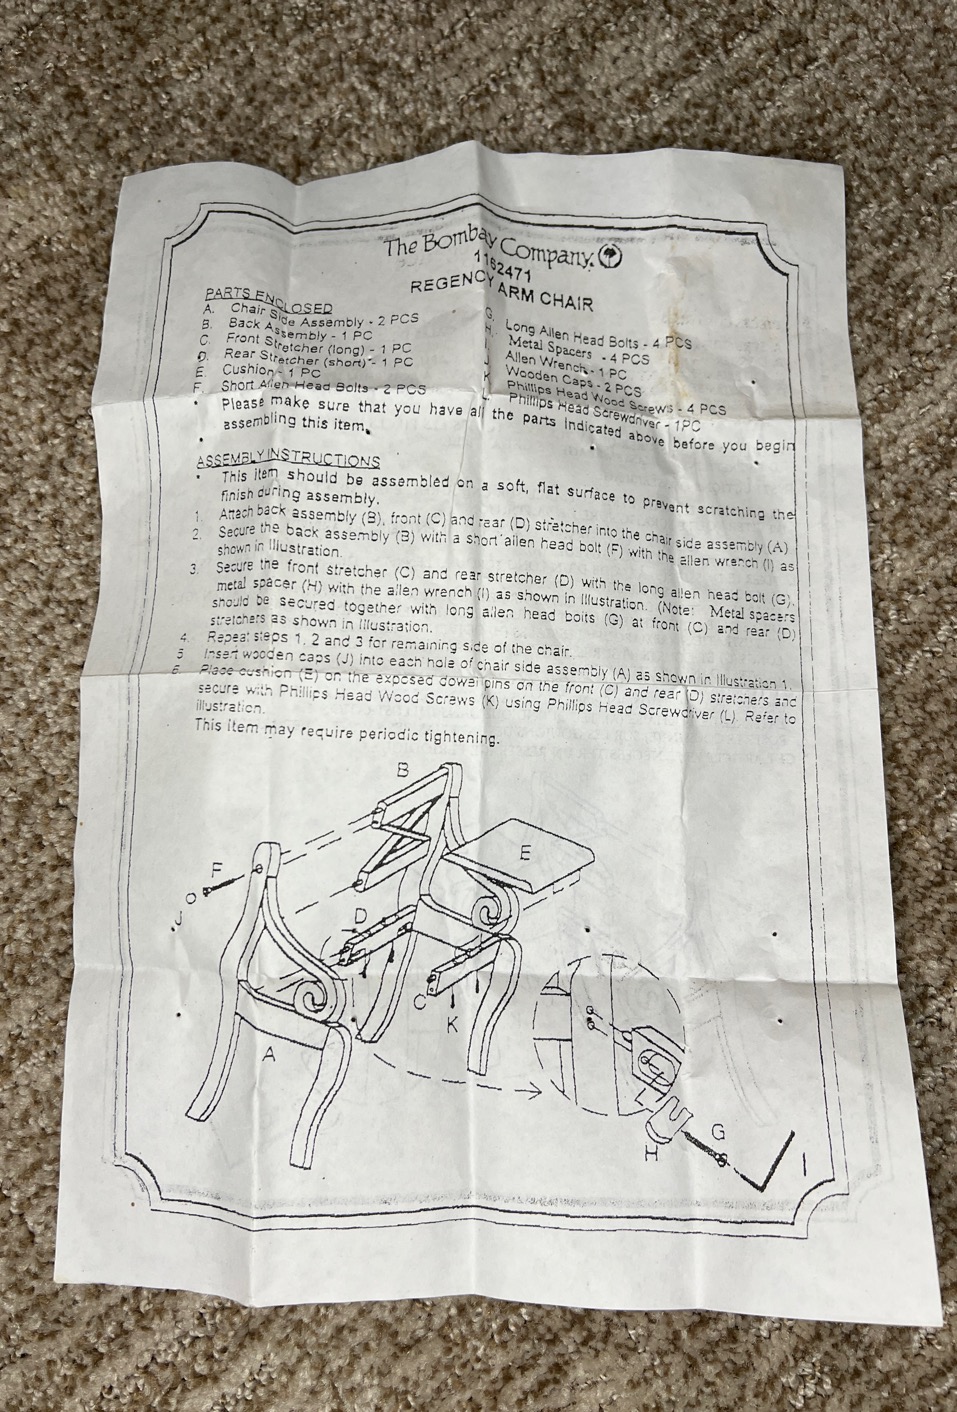 The Bombay Company.
1162471
REGENCY ARM CHAIR
PARTS ENCLOSED
A. Chair Side Assembly - 2 PCS
B. Back Assembly - 1 PC
C. Front Stretcher (long) - 1 PC
D. Rear Stretcher (short) - 1 PC
E. Cushion - 1 PC
F. Short Allen Head Bolts - 2 PCS
G. Long Allen Head Bolts - 4 PCS
H. Metal Spacers - 4 PCS
I Allen Wrench - 1 PC
J Wooden Caps - 2 PCS
K Phillips Head Wood Screws - 4 PCS
Phillips Head Screwdriver - 1PC
* Please make sure that you have all the parts indicated above before you begin
assembling this item.
ASSEMBLY INSTRUCTIONS
* This item should be assembled on a soft, flat surface to prevent scratching the
finish during assembly.
1. Attach back assembly (B), front (C) and rear (D) stretcher into the chair side assembly (A)
2. Secure the back assembly (B) with a short allen head bolt (F) with the allen wrench (I) as
shown in Illustration.
3. Secure the front stretcher (C) and rear stretcher (D) with the long allen head bolt (G),
metal spacer (H) with the allen wrench (I) as shown in Illustration. (Note: Metal spacers
should be secured together with long allen head bolts (G) at front (C) and rear (D)
stretchers as shown in Illustration.
4. Repeat steps 1, 2 and 3 for remaining side of the chair.
5 Insert wooden caps (J) into each hole of chair side assembly (A) as shown in Illustration 1.
6. Place cushion (E) on the exposed dowel pins on the front (C) and rear (D) stretchers and
secure with Phillips Head Wood Screws (K) using Phillips Head Screwdriver (L). Refer to
illustration.
This item may require periodic tightening.
B
E
F
J
D
C
K
A
G
H
I